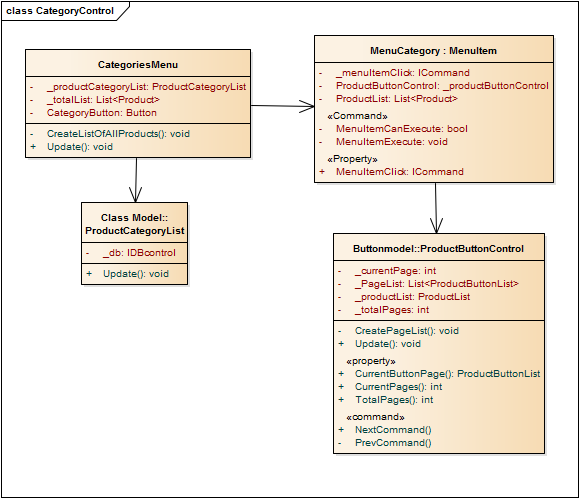 class CategoryControl
CategoriesMenu
- _productCategoryList: ProductCategoryList
- _totalList: List<Product>
- CategoryButton: Button
- CreateListOfAllProducts(): void
+ Update(): void
MenuCategory : MenuItem
- _menuItemClick: ICommand
- ProductButtonControl: _productButtonControl
- ProductList: List<Product>
«Command»
- MenuItemCanExecute: bool
- MenuItemExecute: void
«Property»
+ MenuItemClick: ICommand
Class Model::
ProductCategoryList
- _db: IDBcontrol
+ Update(): void
Buttonmodel::ProductButtonControl
- _currentPage: int
- _PageList: List<ProductButtonList>
- _productList: ProductList
- _totalPages: int
- CreatePageList(): void
+ Update(): void
«property»
+ CurrentButtonPage(): ProductButtonList
+ CurrentPages(): int
+ TotalPages(): int
«command»
+ NextCommand()
- PrevCommand()